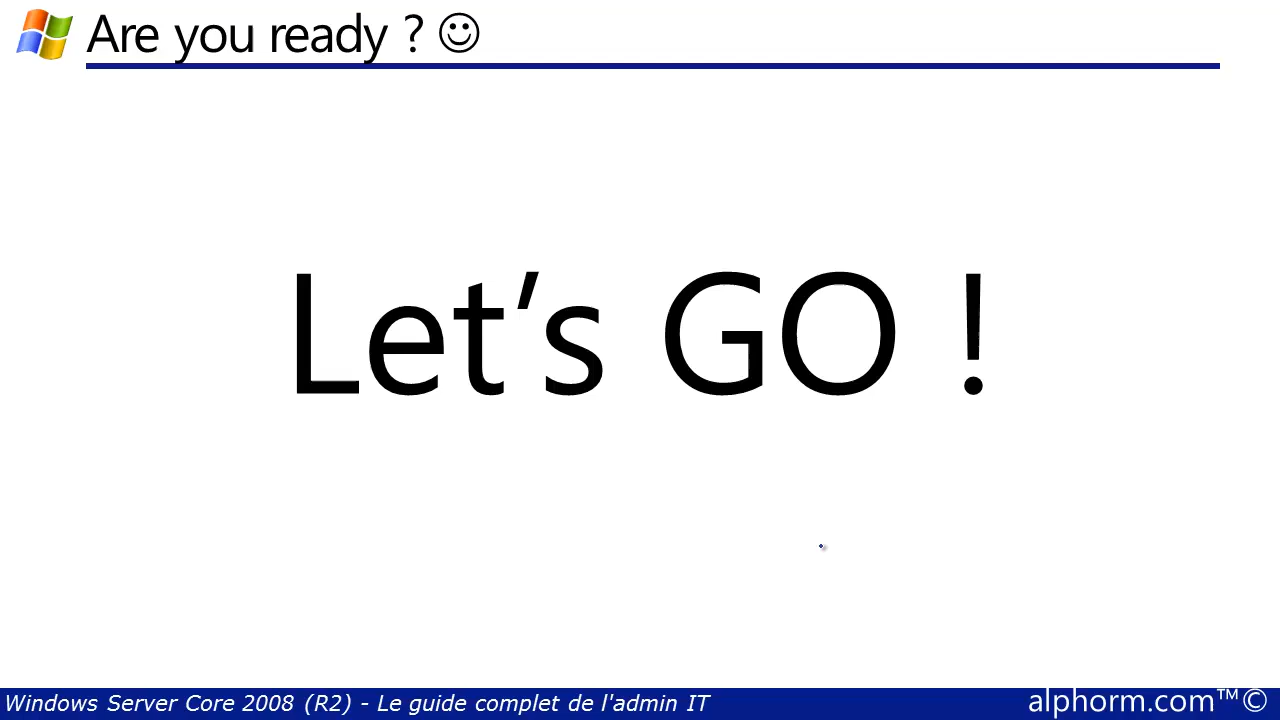 Are you ready ? ☺
Let’s GO !
Windows Server Core 2008 (R2) - Le guide complet de l'admin IT
alphorm.com™©